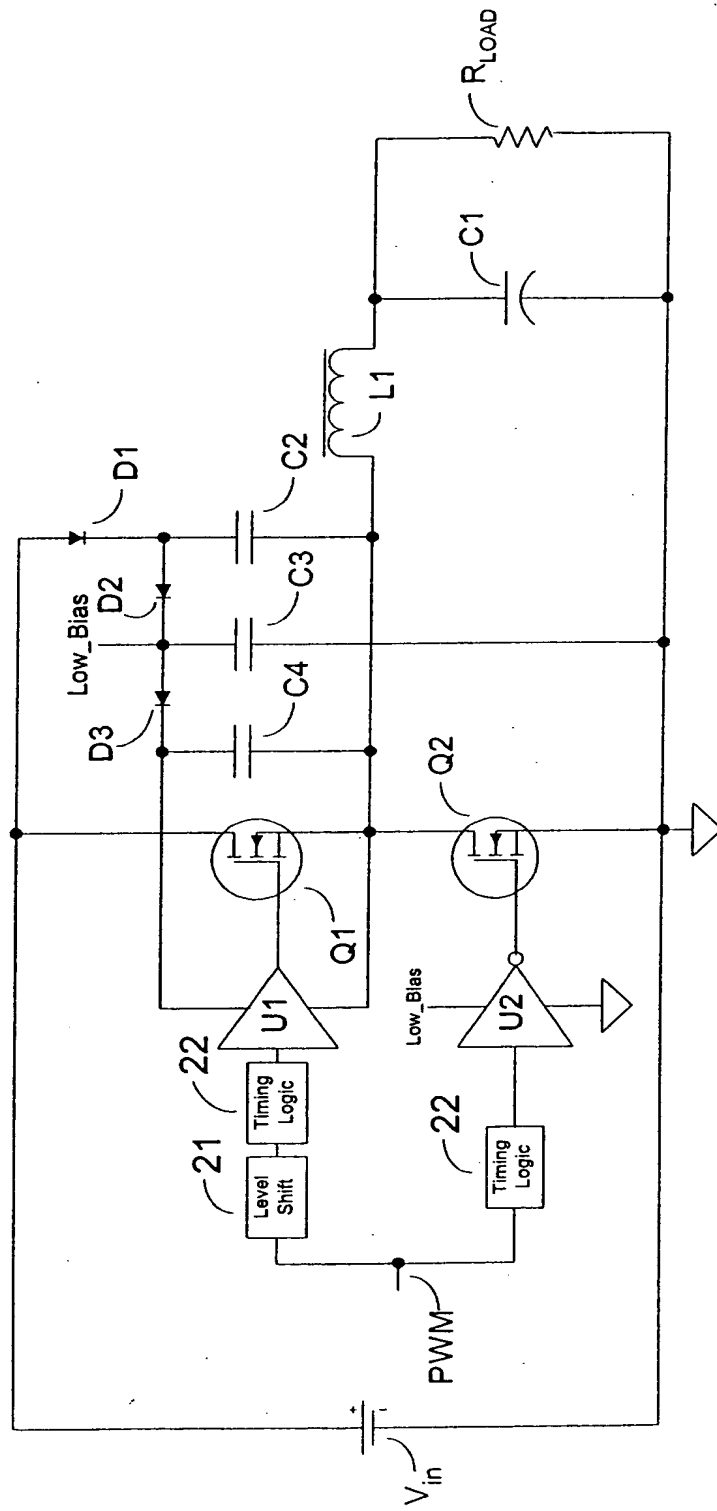 D1
D2
Low_Bias
D3
C2
C3
C4
L1
C1
R_LOAD
Q1
Q2
U1
U2
Low_Bias
22
Timing
Logic
21
Level
Shift
22
Timing
Logic
PWM
+
-
V_in